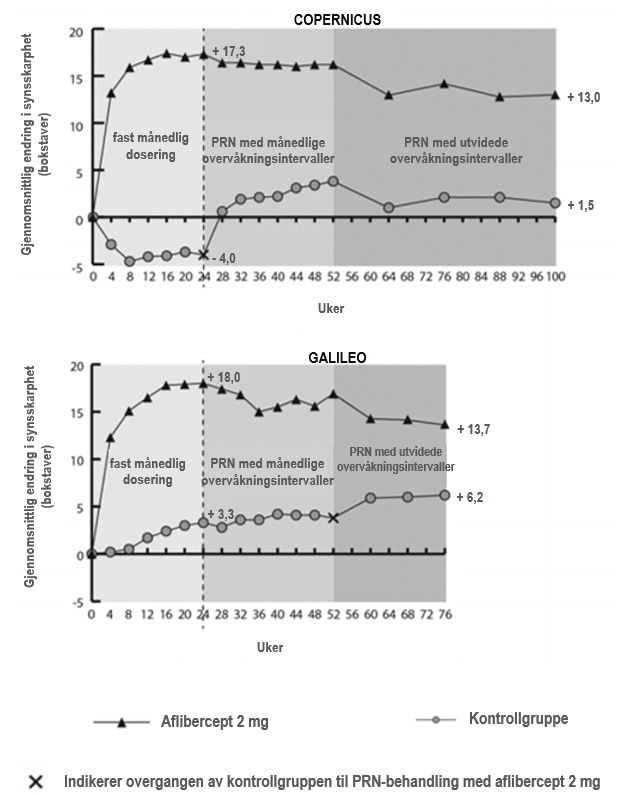 COPERNICUS
Gjennomsnittlig endring i synsskarphet
(bokstaver)
20
15
10
5
0
-5
+ 17,3
+ 13,0
fast månedlig
dosering
PRN med månedlige
overvåkningsintervaller
PRN med utvidede
overvåkningsintervaller
+ 1,5
- 4,0
0 4 8 12 16 20 24 28 32 36 40 44 48 52 56 60 64 68 72 76 80 84 88 92 96 100
Uker
GALILEO
Gjennomsnittlig endring i synsskarphet
(bokstaver)
20
15
10
5
0
-5
+ 18,0
+ 13,7
fast månedlig
dosering
PRN med månedlige
overvåkningsintervaller
PRN med utvidede
overvåkningsintervaller
+ 6,2
+ 3,3
0 4 8 12 16 20 24 28 32 36 40 44 48 52 56 60 64 68 72 76
Uker
Aflibercept 2 mg
Kontrollgruppe
Indikerer overgangen av kontrollgruppen til PRN-behandling med aflibercept 2 mg